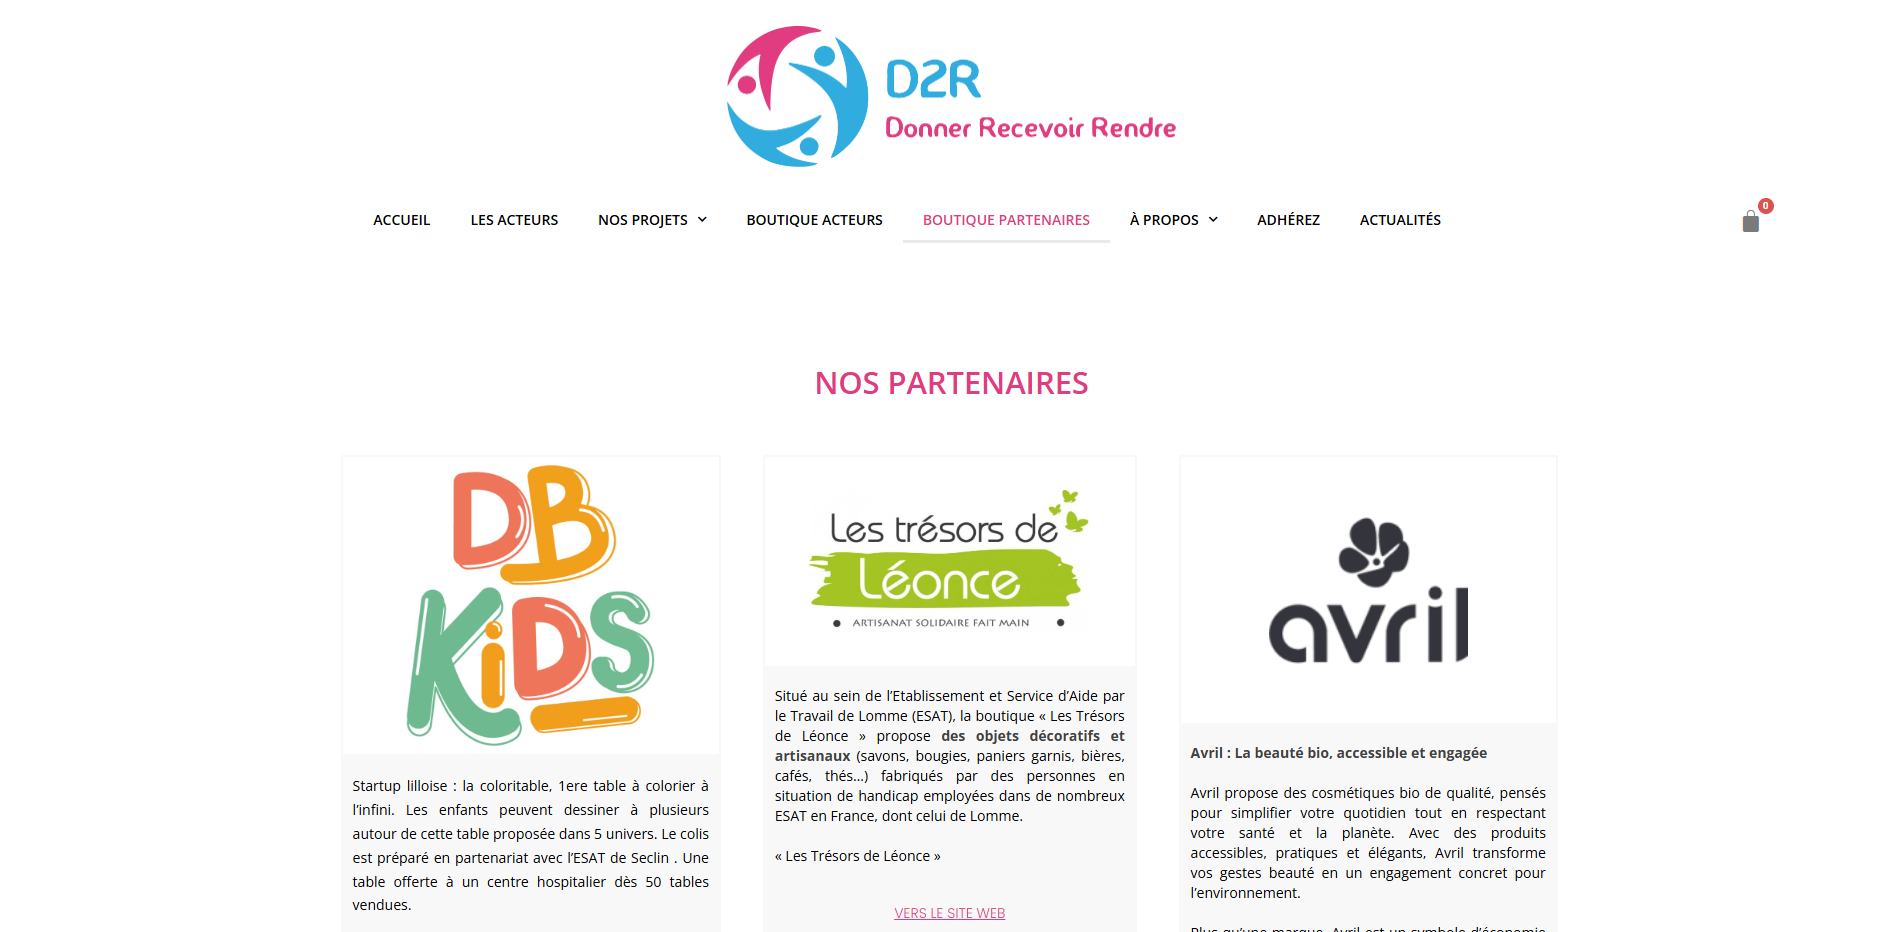 D2R
Donner Recevoir Rendre
ACCUEIL LES ACTEURS NOS PROJETS BOUTIQUE ACTEURS BOUTIQUE PARTENAIRES À PROPOS ADHÉREZ ACTUALITÉS 0
NOS PARTENAIRES
DB
KiDS
Startup lilloise : la coloritable, 1ere table à colorier à
l’infini. Les enfants peuvent dessiner à plusieurs
autour de cette table proposée dans 5 univers. Le colis
est préparé en partenariat avec l’ESAT de Seclin . Une
table offerte à un centre hospitalier dès 50 tables
vendues.
Les trésors de
Léonce
• ARTISANAT SOLIDAIRE FAIT MAIN •
Situé au sein de l’Etablissement et Service d’Aide par
le Travail de Lomme (ESAT), la boutique « Les Trésors
de Léonce » propose des objets décoratifs et
artisanaux (savons, bougies, paniers garnis, bières,
cafés, thés…) fabriqués par des personnes en
situation de handicap employées dans de nombreux
ESAT en France, dont celui de Lomme.
« Les Trésors de Léonce »
VERS LE SITE WEB
avril
Avril : La beauté bio, accessible et engagée
Avril propose des cosmétiques bio de qualité, pensés
pour simplifier votre quotidien tout en respectant
votre santé et la planète. Avec des produits
accessibles, pratiques et élégants, Avril transforme
vos gestes beauté en un engagement concret pour
l’environnement.
Plus qu’une marque, Avril est un symbole d’économie